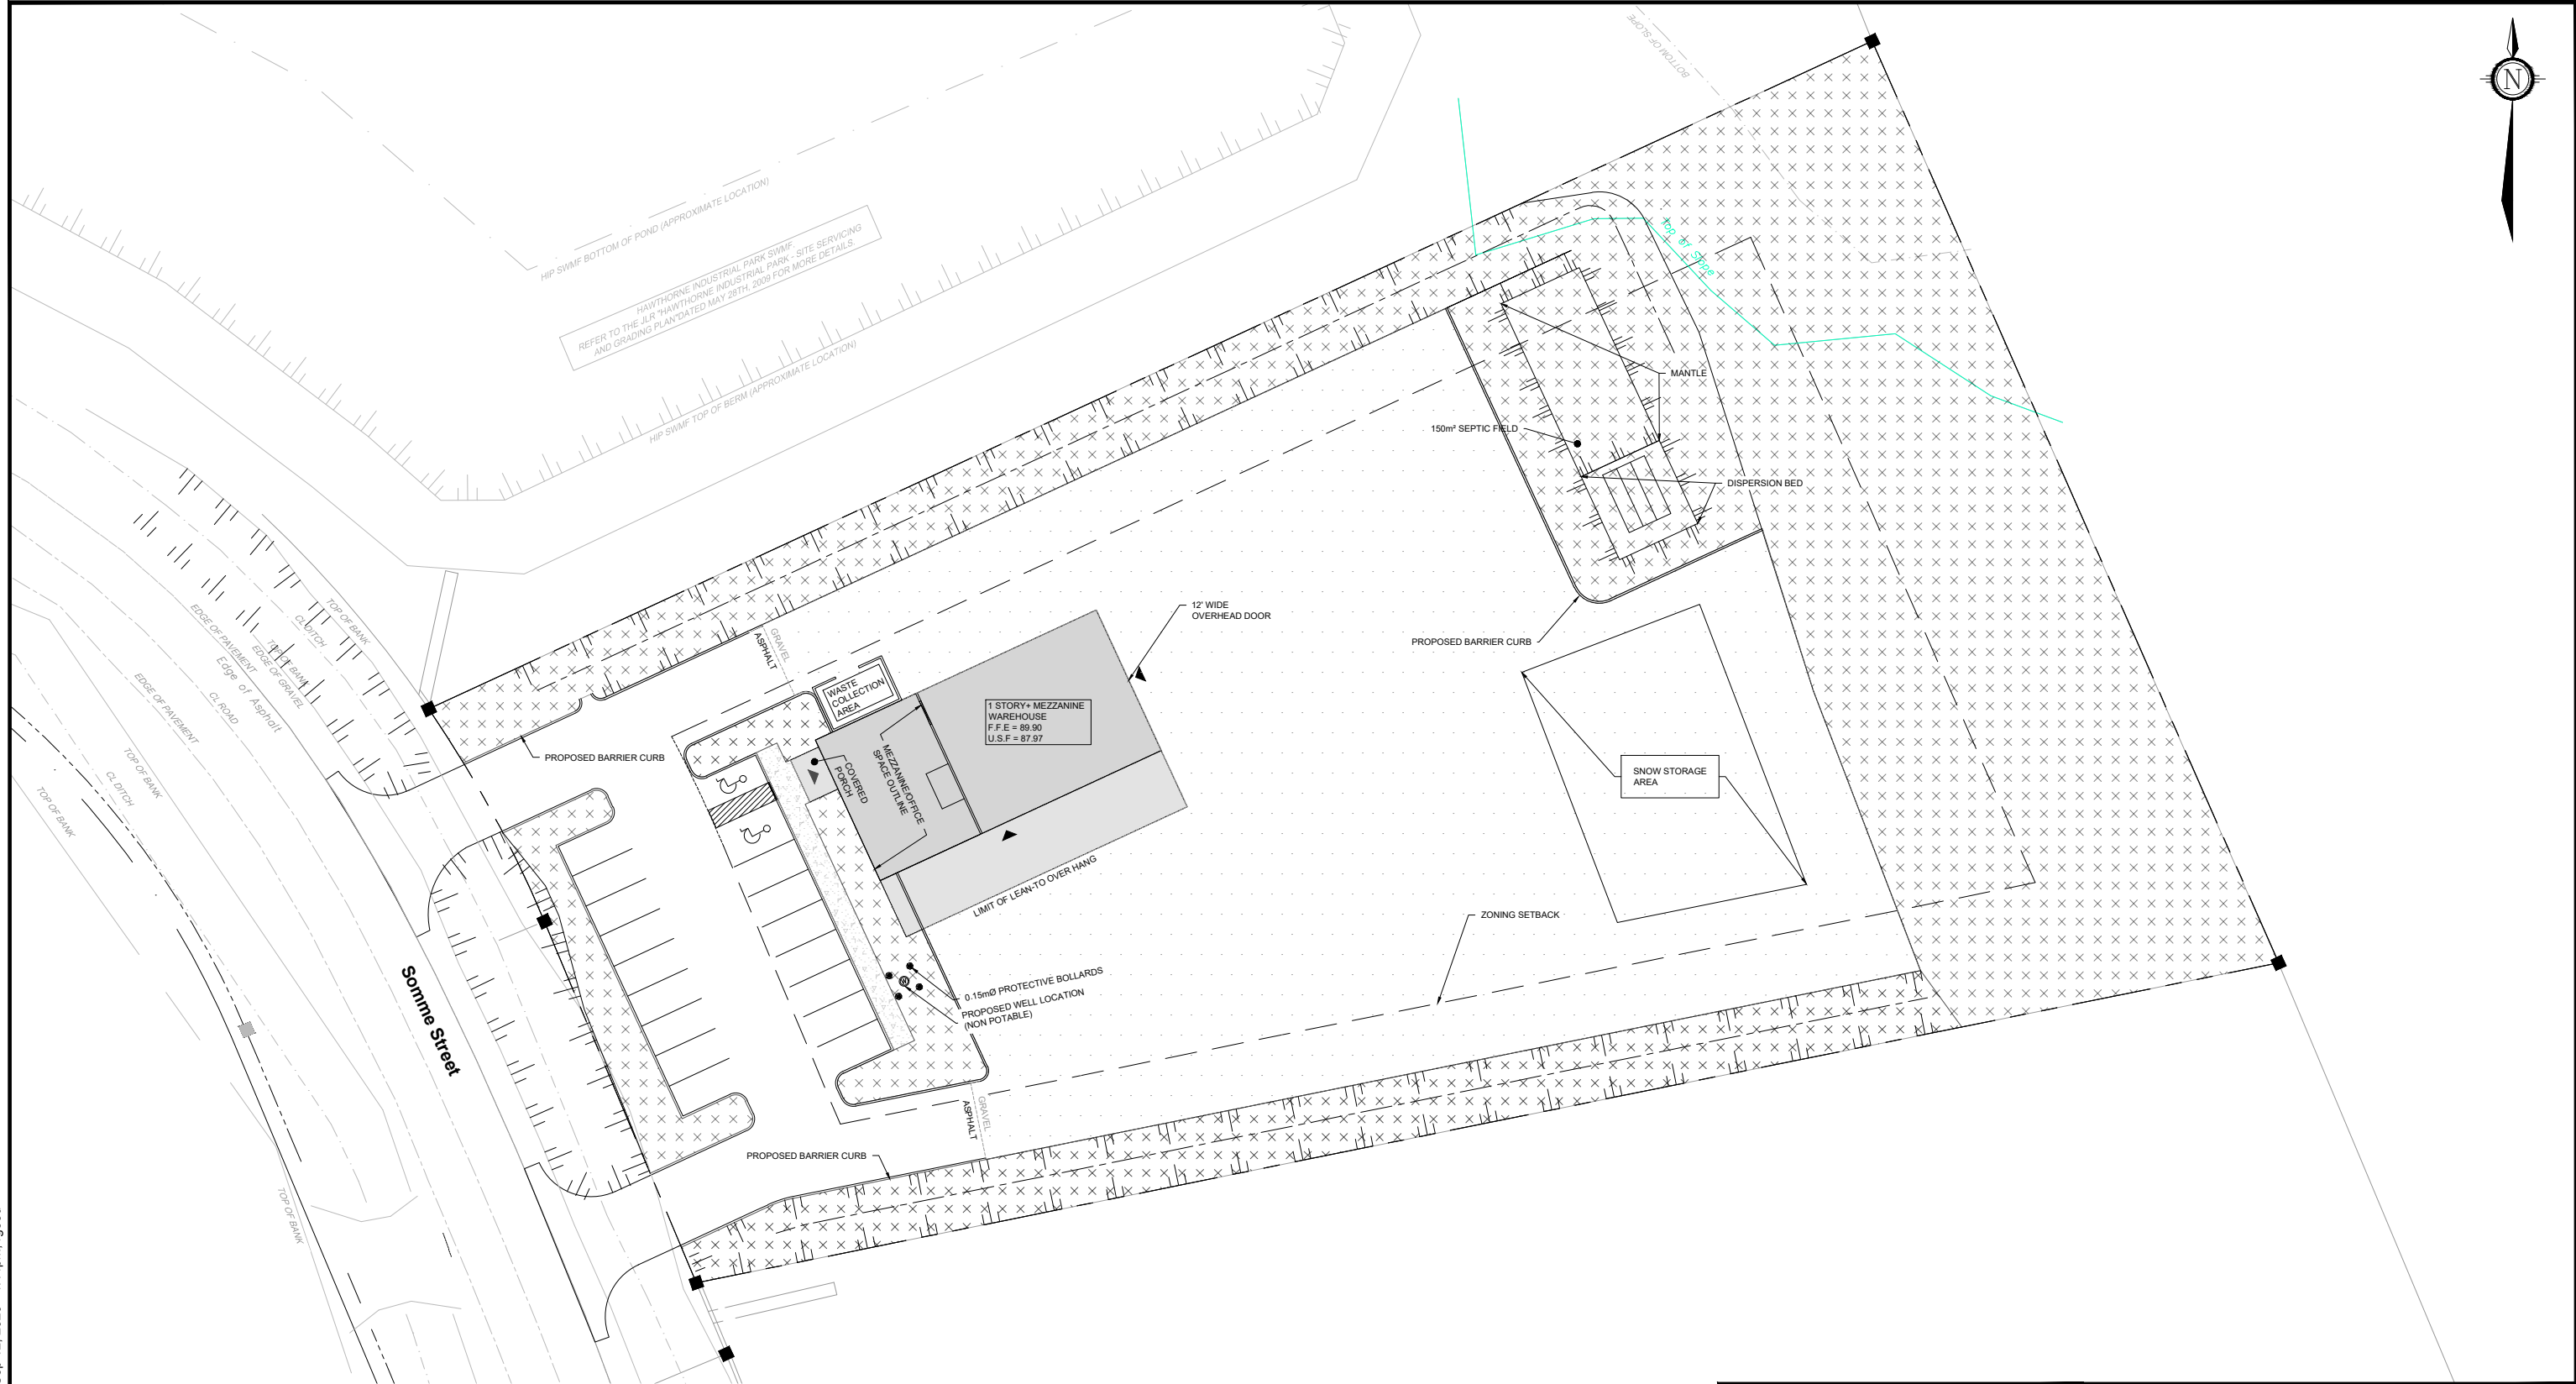 BOTTOM OF SLOPE
N
HIP SWMF BOTTOM OF POND (APPROXIMATE LOCATION)
HAWTHORNE INDUSTRIAL PARK SWMF.
REFER TO THE JLR "HAWTHORNE INDUSTRIAL PARK - SITE SERVICING
AND GRADING PLAN"DATED MAY 28TH, 2009 FOR MORE DETAILS.
HIP SWMF TOP OF BERM (APPROXIMATE LOCATION)
Top of Slope
MANTLE
150m² SEPTIC FIELD
DISPERSION BED
12' WIDE
OVERHEAD DOOR
PROPOSED BARRIER CURB
TOP OF BANK
CL DITCH
TOP OF BANK
EDGE OF GRAVEL
EDGE OF PAVEMENT
Edge of Asphalt
CL ROAD
EDGE OF PAVEMENT
TOP OF BANK
CL DITCH
TOP OF BANK
GRAVEL
ASPHALT
WASTE
COLLECTION
AREA
1 STORY+ MEZZANINE
WAREHOUSE
F.F.E = 89.90
U.S.F = 87.97
MEZZANINE/OFFICE
SPACE OUTLINE
COVERED
PORCH
PROPOSED BARRIER CURB
SNOW STORAGE
AREA
LIMIT OF LEAN-TO OVER HANG
ZONING SETBACK
0.15mØ PROTECTIVE BOLLARDS
PROPOSED WELL LOCATION
(NON POTABLE)
Somme Street
GRAVEL
ASPHALT
PROPOSED BARRIER CURB
TOP OF BANK